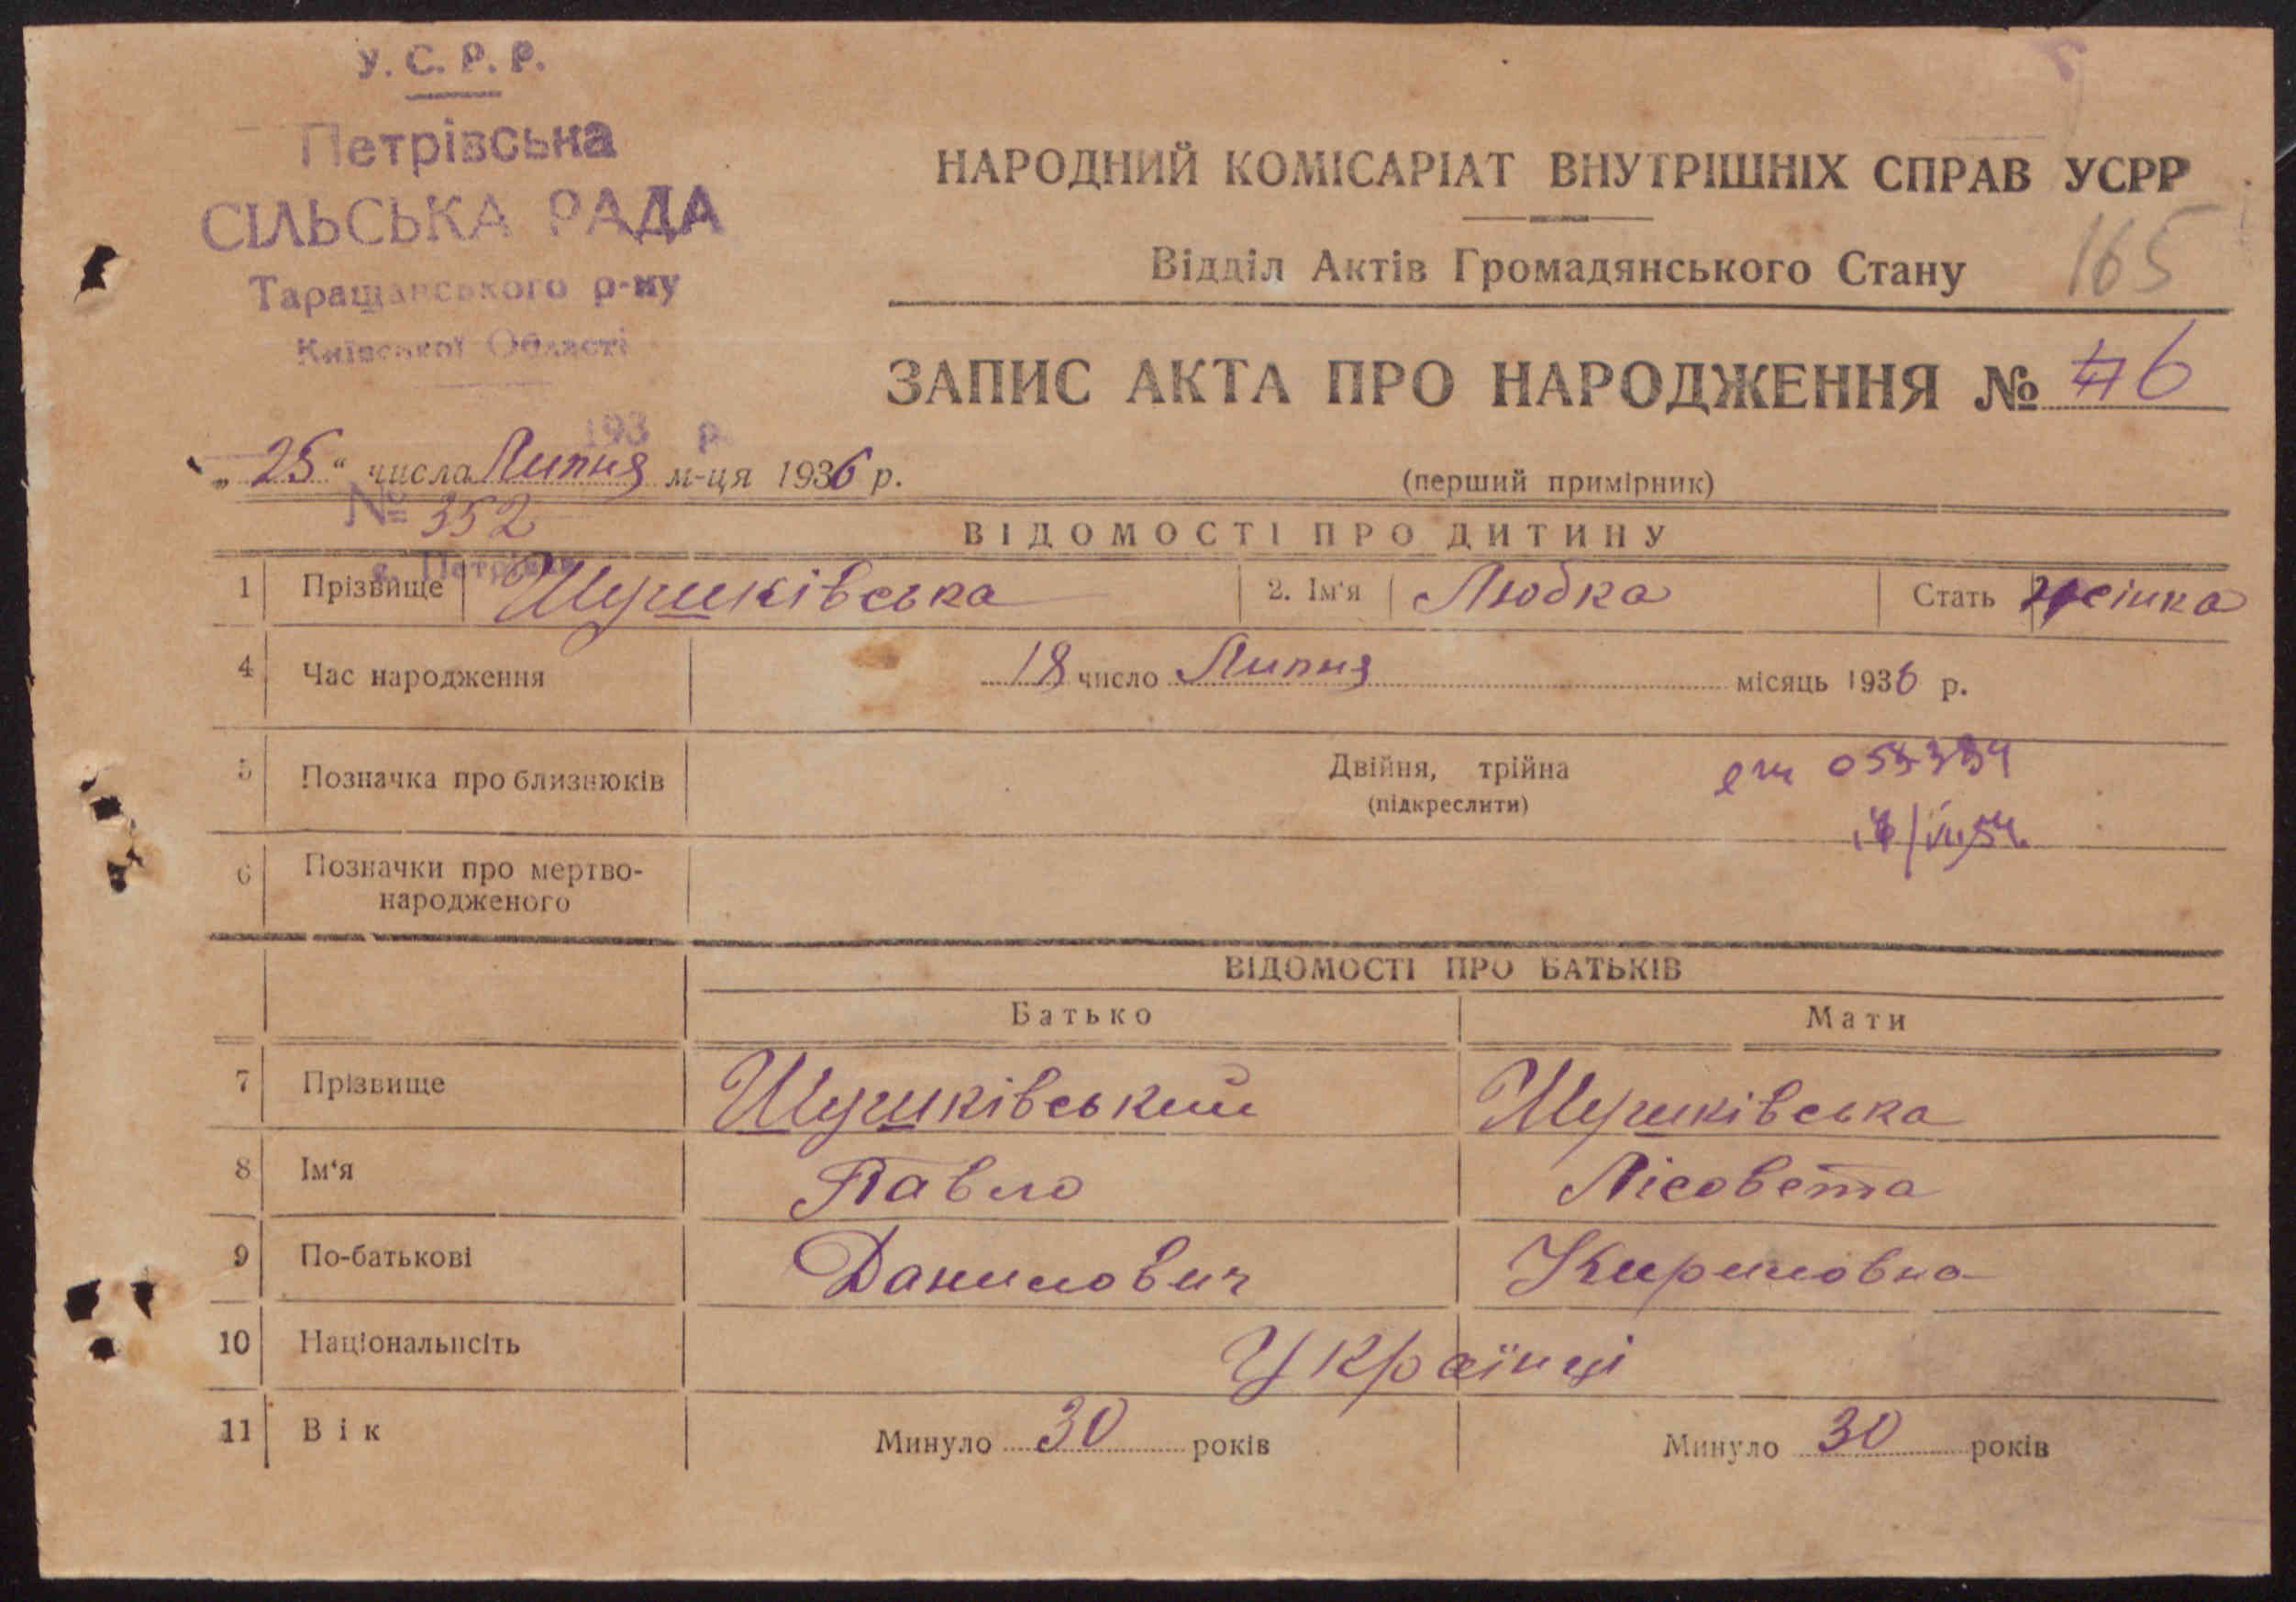 У. С. Р. Р.
Петрівська
СІЛЬСЬКА РАДА
Таращанського р-ну
Київської Області
193 р.
№ 352
с. Петрівка
НАРОДНИЙ КОМІСАРІАТ ВНУТРІШНІХ СПРАВ УСРР
Відділ Актів Громадянського Стану 165
ЗАПИС АКТА ПРО НАРОДЖЕННЯ № 46
„ 25 “ числа Липня м-ця 1936 р. (перший примірник)
ВІДОМОСТІ ПРО ДИТИНУ
1 Прізвище Шушківська 2. Ім'я Любка Стать жінка
4 Час народження 18 число Липня місяць 1936 р.
5 Позначка про близнюків Двійня, трійна
(підкреслити)
6 Позначки про мертво-
народженого
ВІДОМОСТІ ПРО БАТЬКІВ
Батько Мати
7 Прізвище Шушківський Шушківська
8 Ім'я Павло Лісовета
9 По-батькові Данилович Кириловна
10 Національність Українці
11 Вік Минуло 30 років Минуло 30 років